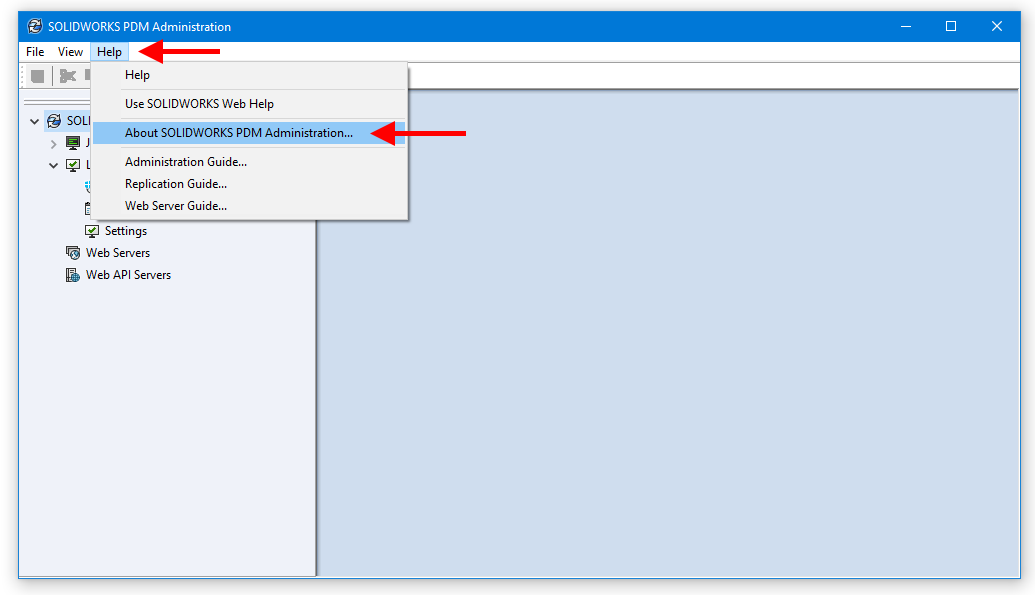 SOLIDWORKS PDM Administration
File View Help
Help
Use SOLIDWORKS Web Help
About SOLIDWORKS PDM Administration...
Administration Guide...
Replication Guide...
Web Server Guide...
Settings
Web Servers
Web API Servers